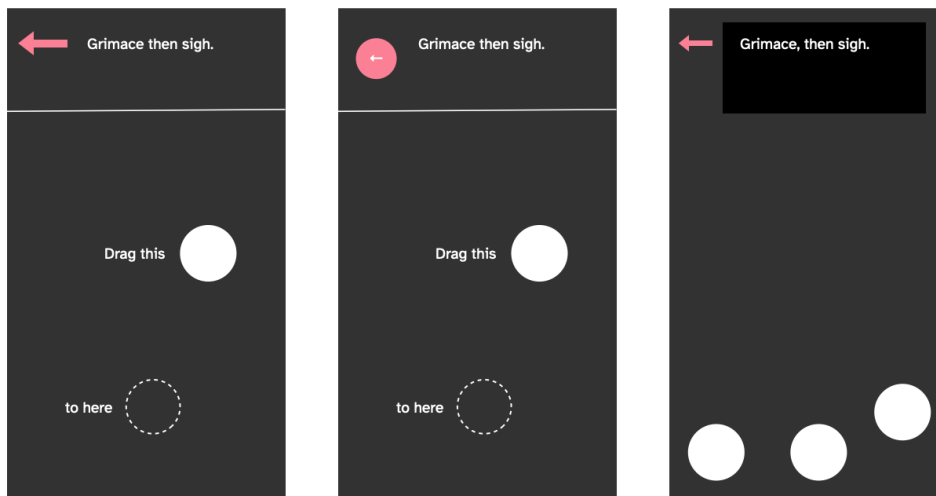 Grimace then sigh.
Drag this
to here
Grimace then sigh.
Drag this
to here
Grimace, then sigh.